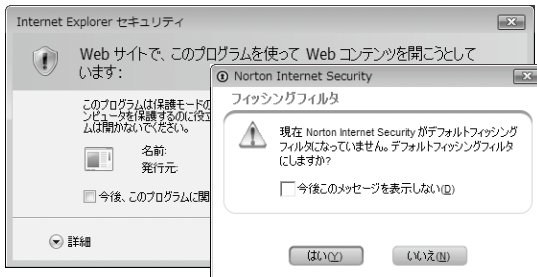 Internet Explorer セキュリティ
Web サイトで、このプログラムを使って Web コンテンツを開こうとして
います:
このプログラムは保護モードの
ンピュータを保護するのに役立
ムは開かないでください。
名前:
発行元:
今後、このプログラムに関
詳細
Norton Internet Security
フィッシングフィルタ
現在 Norton Internet Security がデフォルトフィッシング
フィルタになっていません。デフォルトフィッシングフィルタ
にしますか?
今後このメッセージを表示しない(D)
はい(Y)
いいえ(N)